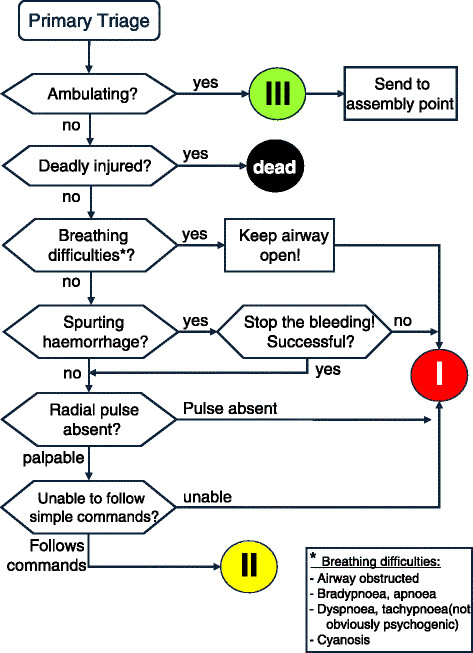 Primary Triage
Ambulating?
yes
III
Send to
assembly point
no
Deadly injured?
yes
dead
no
Breathing
difficulties*?
yes
Keep airway
open!
no
Spurting
haemorrhage?
yes
Stop the bleeding!
Successful?
no
yes
I
no
Radial pulse
absent?
Pulse absent
palpable
Unable to follow
simple commands?
unable
Follows
commands
II
* Breathing difficulties:
- Airway obstructed
- Bradypnoea, apnoea
- Dyspnoea, tachypnoea(not
obviously psychogenic)
- Cyanosis